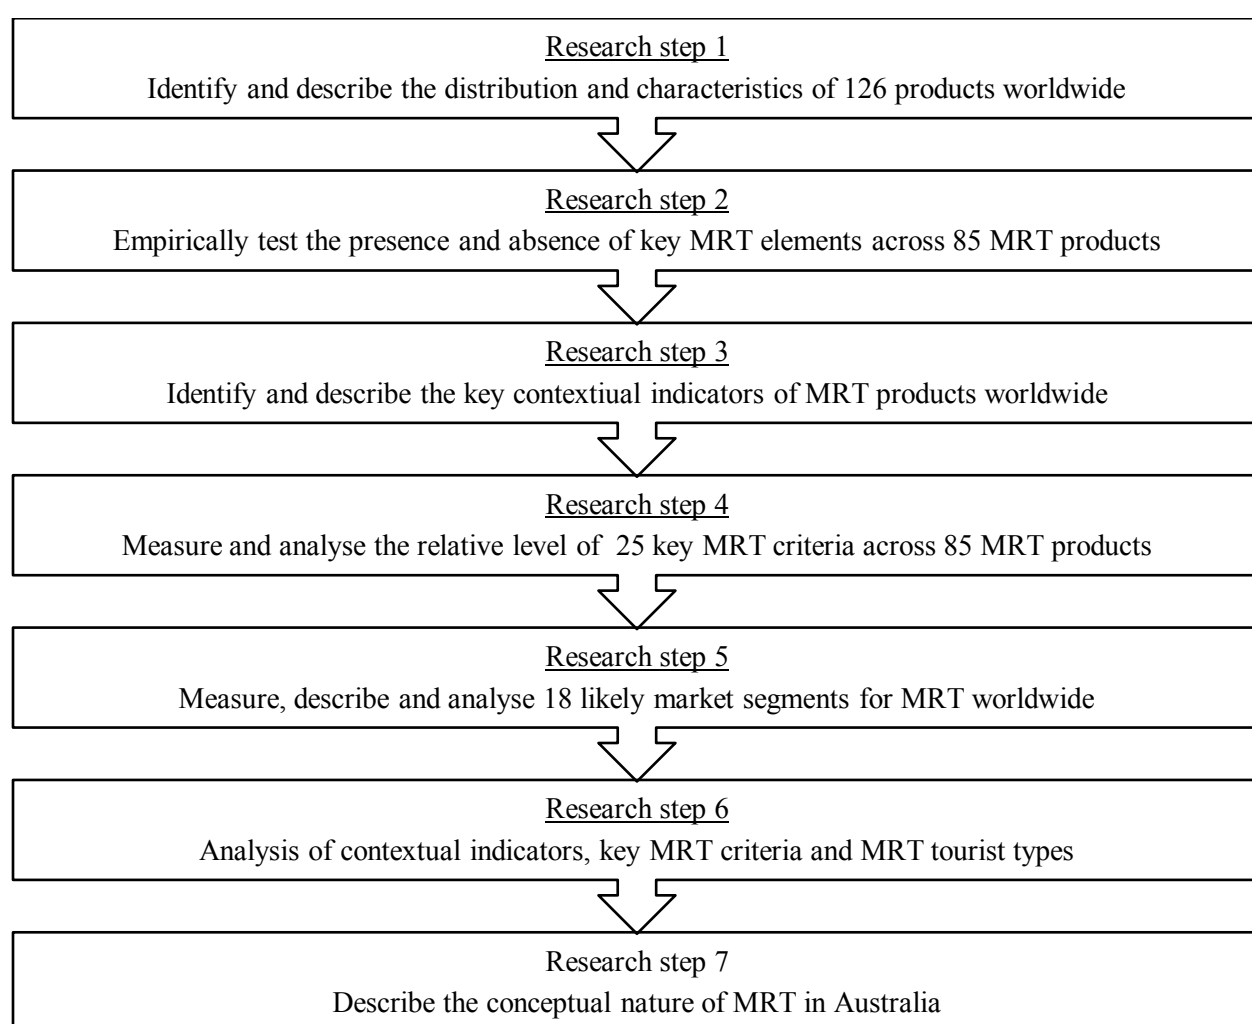 Research step 1
Identify and describe the distribution and characteristics of 126 products worldwide
Research step 2
Empirically test the presence and absence of key MRT elements across 85 MRT products
Research step 3
Identify and describe the key contextiual indicators of MRT products worldwide
Research step 4
Measure and analyse the relative level of  25 key MRT criteria across 85 MRT products
Research step 5
Measure, describe and analyse 18 likely market segments for MRT worldwide
Research step 6
Analysis of contextual indicators, key MRT criteria and MRT tourist types
Research step 7
Describe the conceptual nature of MRT in Australia